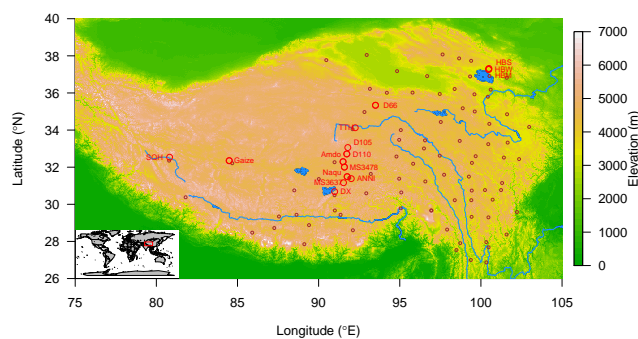 40
38
36
34
32
30
28
26
Latitude (°N)
75
80
85
90
95
100
105
Longitude (°E)
HBS
HBW
HBM
D66
TTH
D105
Amdo
D110
MS3478
Naqu
ANNI
MS3637
DX
SQH
Gaize
7000
6000
5000
4000
3000
2000
1000
0
Elevation(m)